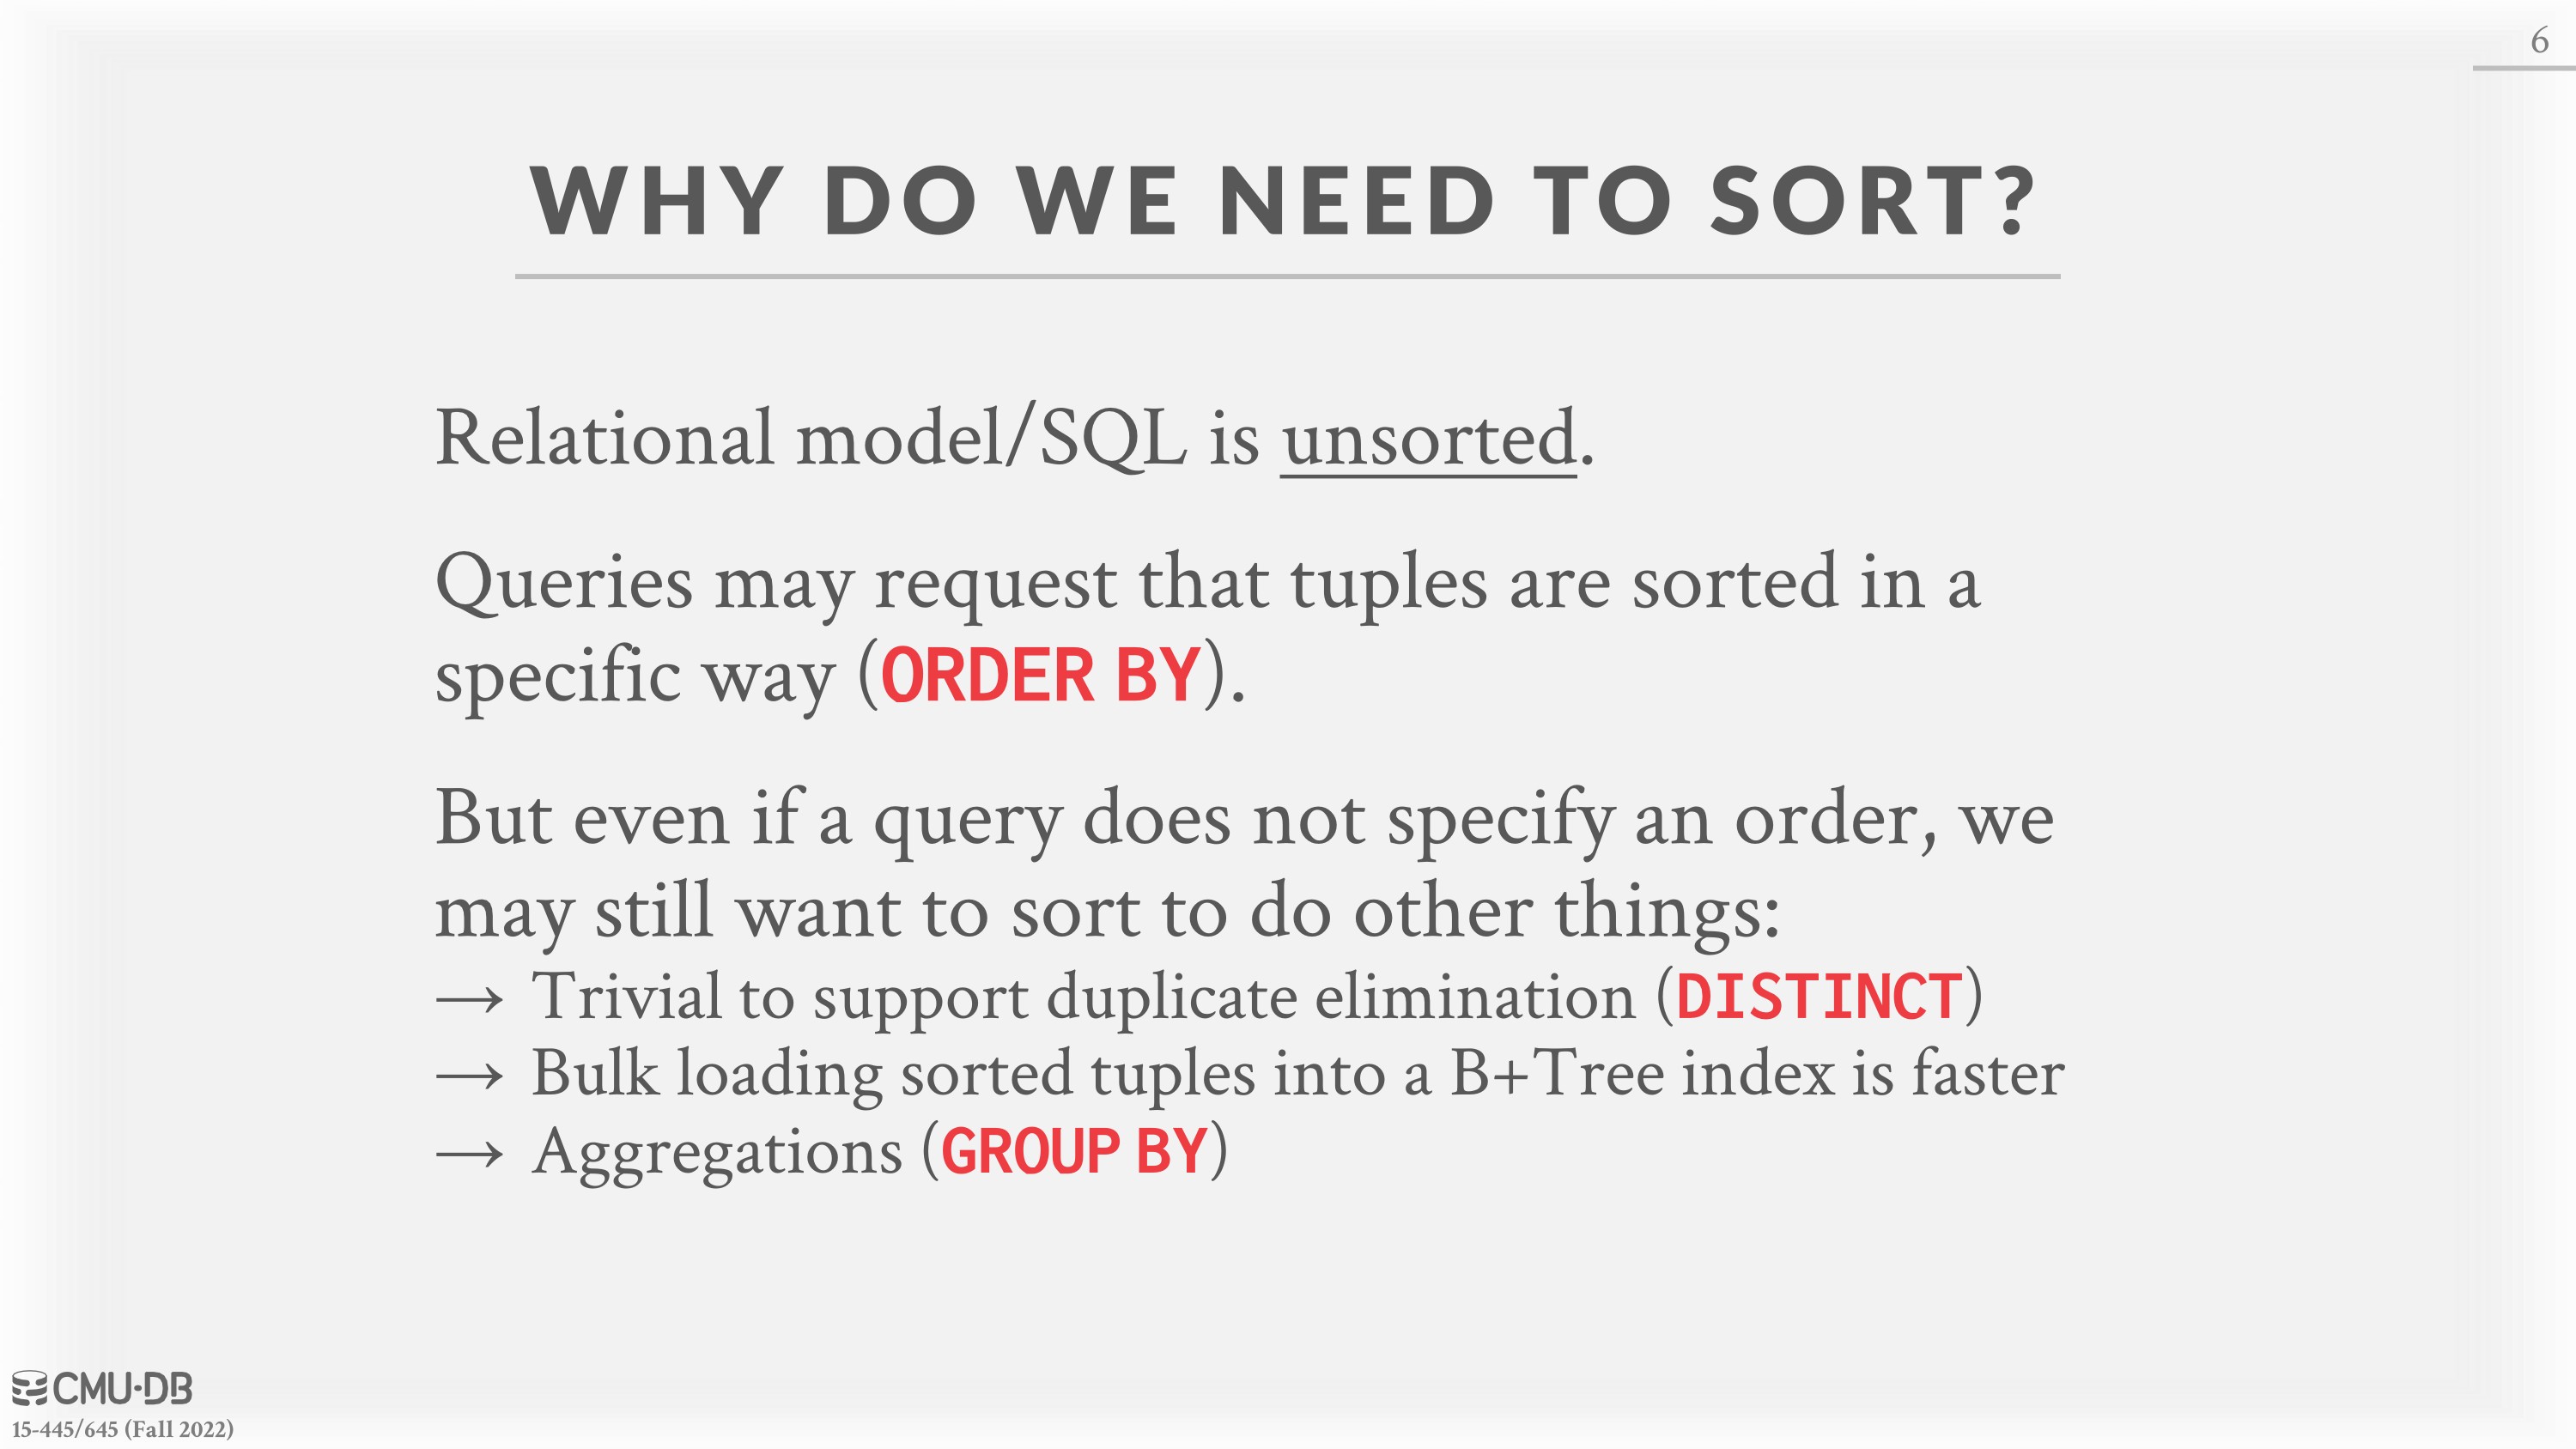 6
WHY DO WE NEED TO SORT?
Relational model/SQL is unsorted.
Queries may request that tuples are sorted in a
specific way (ORDER BY).
But even if a query does not specify an order, we
may still want to sort to do other things:
→ Trivial to support duplicate elimination (DISTINCT)
→ Bulk loading sorted tuples into a B+Tree index is faster
→ Aggregations (GROUP BY)
CMU·DB
15-445/645 (Fall 2022)